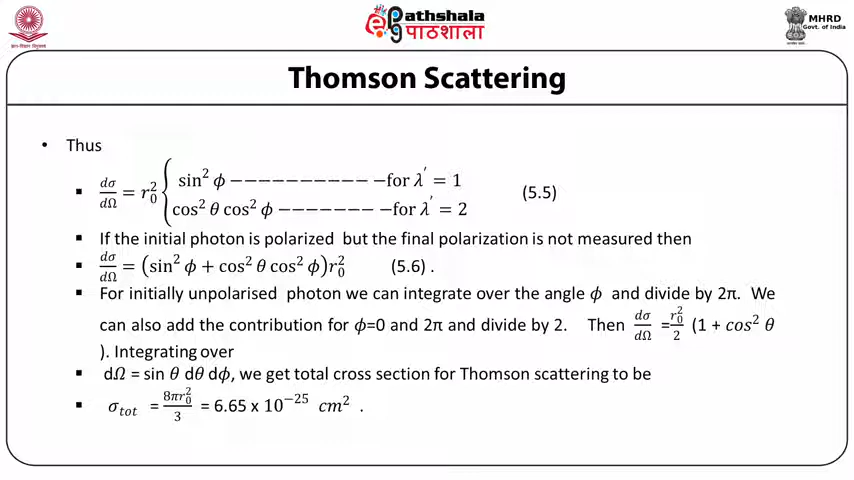 Pathshala
पाठशाला
MHRD
Govt. of India
Thomson Scattering
• Thus
▪ dσ/dΩ = r₀² { sin² ϕ − − − − − − − − − − −for λ′ = 1
cos² θ cos² ϕ − − − − − − − −for λ′ = 2 (5.5)
▪ If the initial photon is polarized but the final polarization is not measured then
▪ dσ/dΩ = (sin² ϕ + cos² θ cos² ϕ)r₀² (5.6) .
▪ For initially unpolarised photon we can integrate over the angle ϕ and divide by 2π. We
can also add the contribution for ϕ=0 and 2π and divide by 2. Then dσ/dΩ =r₀²/2 (1 + cos² θ
). Integrating over
▪ dΩ = sin θ dθ dϕ, we get total cross section for Thomson scattering to be
▪ σₜₒₜ = 8πr₀²/3 = 6.65 x 10⁻²⁵ cm² .